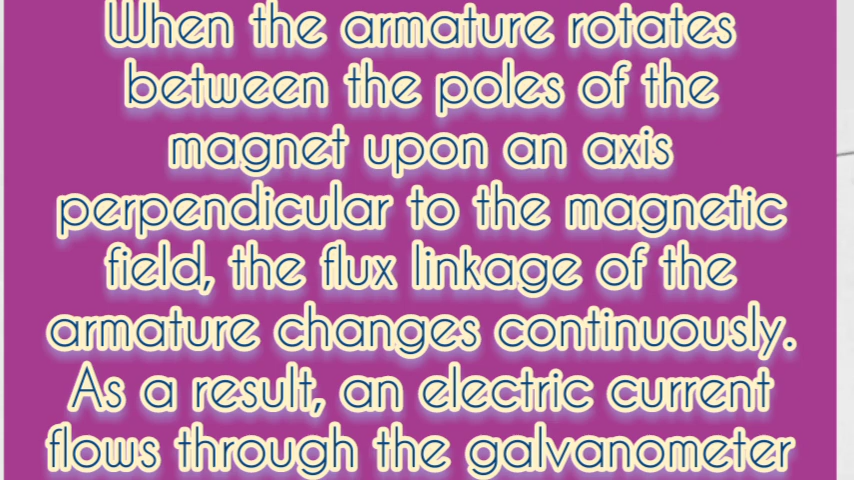 When the armature rotates
between the poles of the
magnet upon an axis
perpendicular to the magnetic
field, the flux linkage of the
armature changes continuously.
As a result, an electric current
flows through the galvanometer